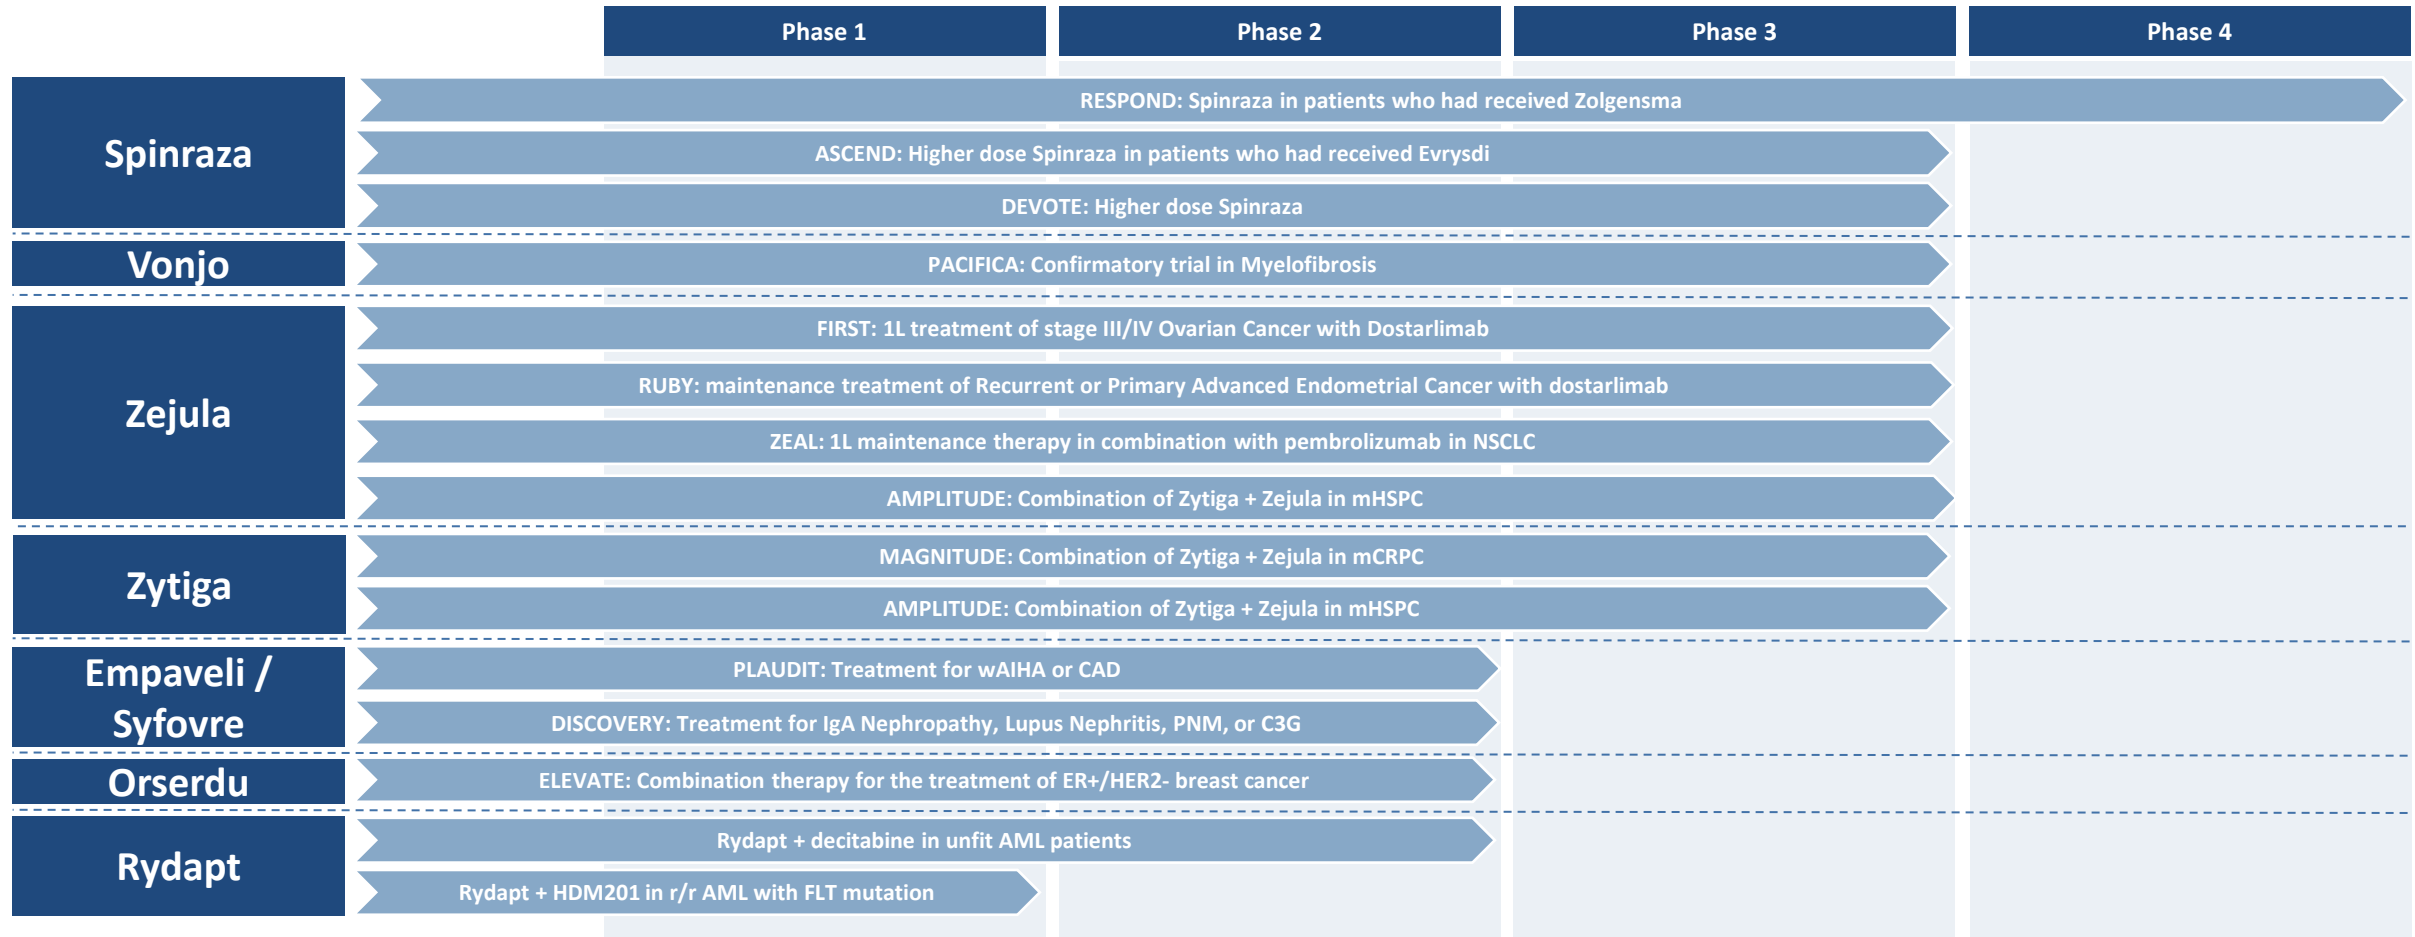 Phase 1
Phase 2
Phase 3
Phase 4
Spinraza
RESPOND: Spinraza in patients who had received Zolgensma
ASCEND: Higher dose Spinraza in patients who had received Evrysdi
DEVOTE: Higher dose Spinraza
Vonjo
PACIFICA: Confirmatory trial in Myelofibrosis
Zejula
FIRST: 1L treatment of stage III/IV Ovarian Cancer with Dostarlimab
RUBY: maintenance treatment of Recurrent or Primary Advanced Endometrial Cancer with dostarlimab
ZEAL: 1L maintenance therapy in combination with pembrolizumab in NSCLC
AMPLITUDE: Combination of Zytiga + Zejula in mHSPC
Zytiga
MAGNITUDE: Combination of Zytiga + Zejula in mCRPC
AMPLITUDE: Combination of Zytiga + Zejula in mHSPC
Empaveli /
Syfovre
PLAUDIT: Treatment for wAIHA or CAD
DISCOVERY: Treatment for IgA Nephropathy, Lupus Nephritis, PNM, or C3G
Orserdu
ELEVATE: Combination therapy for the treatment of ER+/HER2- breast cancer
Rydapt
Rydapt + decitabine in unfit AML patients
Rydapt + HDM201 in r/r AML with FLT mutation